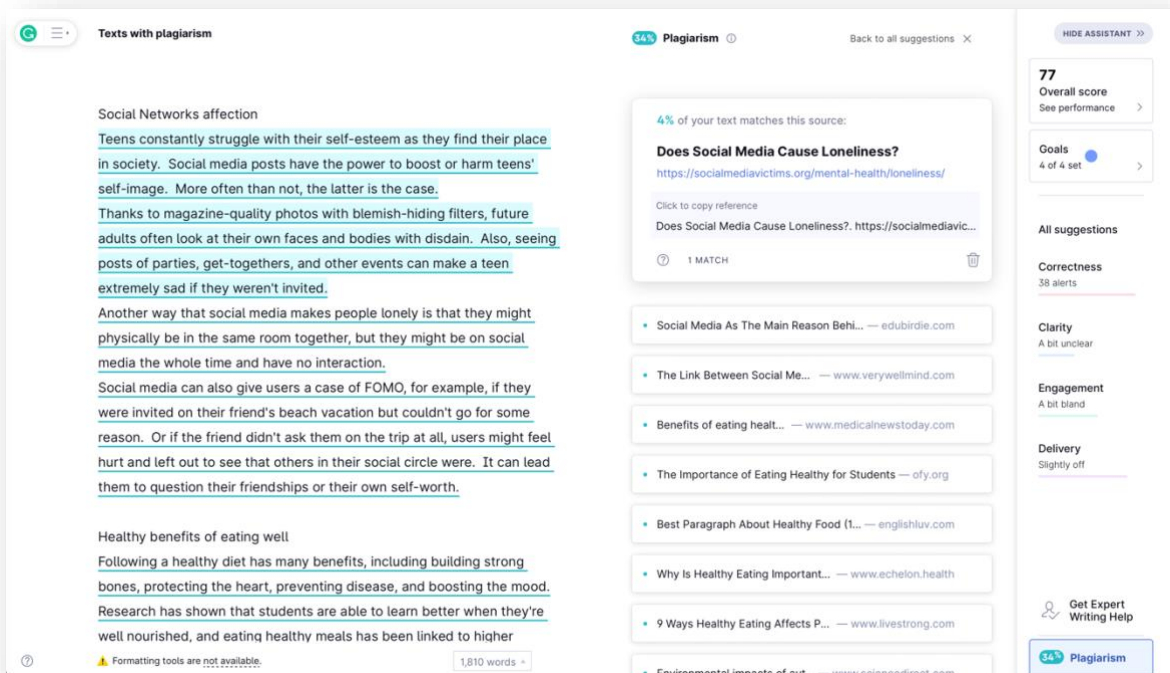 Texts with plagiarism
Social Networks affection
Teens constantly struggle with their self-esteem as they find their place
in society.  Social media posts have the power to boost or harm teens'
self-image.  More often than not, the latter is the case.
Thanks to magazine-quality photos with blemish-hiding filters, future
adults often look at their own faces and bodies with disdain.  Also, seeing
posts of parties, get-togethers, and other events can make a teen
extremely sad if they weren't invited.
Another way that social media makes people lonely is that they might
physically be in the same room together, but they might be on social
media the whole time and have no interaction.
Social media can also give users a case of FOMO, for example, if they
were invited on their friend's beach vacation but couldn't go for some
reason.  Or if the friend didn't ask them on the trip at all, users might feel
hurt and left out to see that others in their social circle were.  It can lead
them to question their friendships or their own self-worth.
Healthy benefits of eating well
Following a healthy diet has many benefits, including building strong
bones, protecting the heart, preventing disease, and boosting the mood.
Research has shown that students are able to learn better when they're
well nourished, and eating healthy meals has been linked to higher
Formatting tools are not available.
1,810 words
34% Plagiarism
Back to all suggestions
4% of your text matches this source:
Does Social Media Cause Loneliness?
https://socialmediavictims.org/mental-health/loneliness/
Click to copy reference
Does Social Media Cause Loneliness?. https://socialmediavic...
1 MATCH
Social Media As The Main Reason Behi... — edubirdie.com
The Link Between Social Me... — www.verywellmind.com
Benefits of eating healt... — www.medicalnewstoday.com
The Importance of Eating Healthy for Students — ofy.org
Best Paragraph About Healthy Food (1... — englishluv.com
Why Is Healthy Eating Important... — www.echelon.health
9 Ways Healthy Eating Affects P... — www.livestrong.com
HIDE ASSISTANT
77
Overall score
See performance
Goals
4 of 4 set
All suggestions
Correctness
38 alerts
Clarity
A bit unclear
Engagement
A bit bland
Delivery
Slightly off
Get Expert
Writing Help
34% Plagiarism